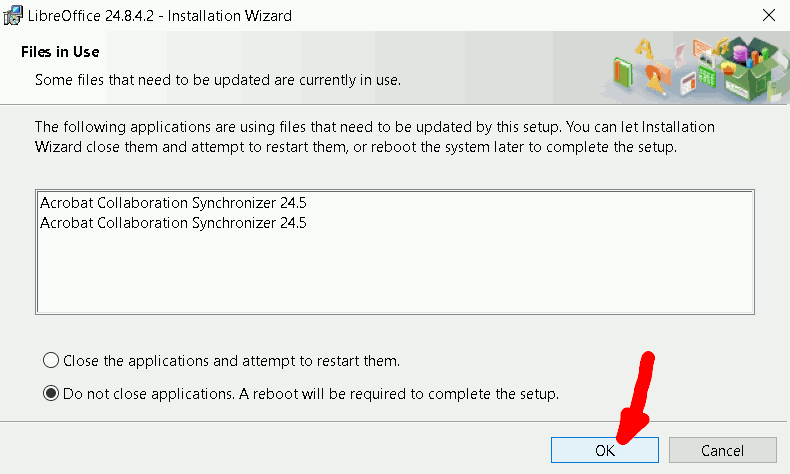 LibreOffice 24.8.4.2 - Installation Wizard
Files in Use
Some files that need to be updated are currently in use.
The following applications are using files that need to be updated by this setup. You can let Installation
Wizard close them and attempt to restart them, or reboot the system later to complete the setup.
Acrobat Collaboration Synchronizer 24.5
Acrobat Collaboration Synchronizer 24.5
Close the applications and attempt to restart them.
Do not close applications. A reboot will be required to complete the setup.
OK Cancel